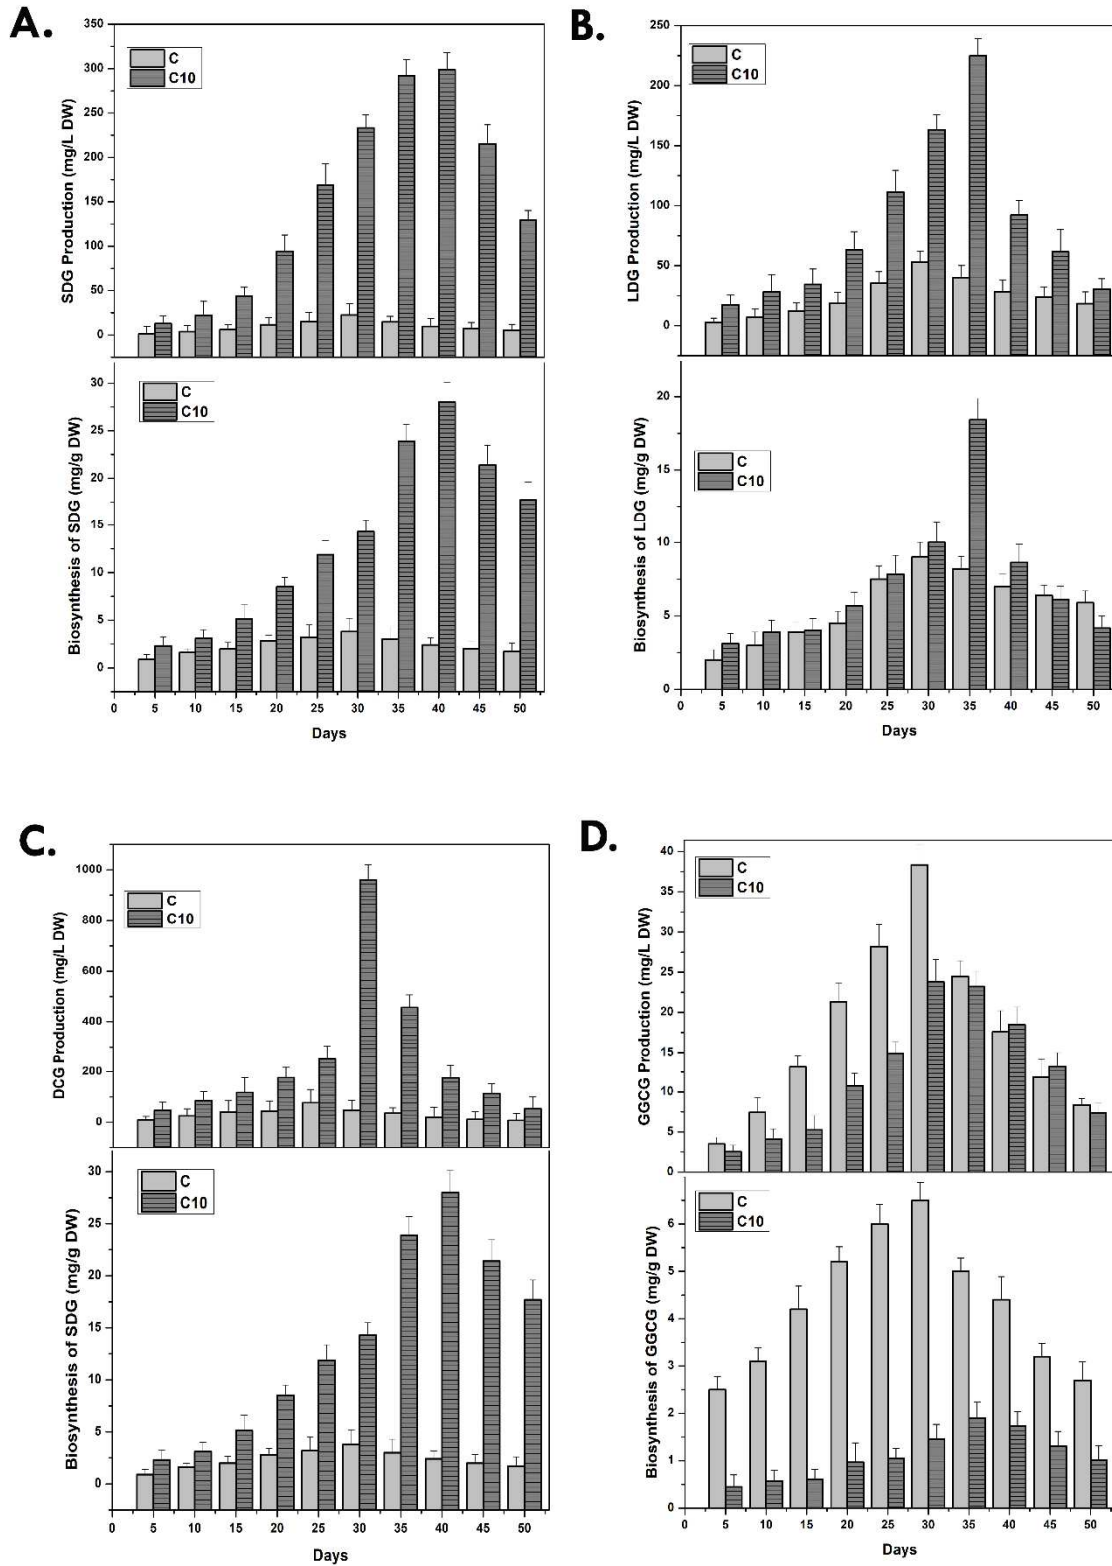 A.
SDG Production (mg/L DW)
350
300
250
200
150
100
50
0
C
C10
Biosynthesis of SDG (mg/g DW)
30
25
20
15
10
5
0
C
C10
0 5 10 15 20 25 30 35 40 45 50
Days
B.
LDG Production (mg/L DW)
250
200
150
100
50
0
C
C10
Biosynthesis of LDG (mg/g DW)
20
15
10
5
0
C
C10
0 5 10 15 20 25 30 35 40 45 50
Days
C.
DCG Production (mg/L DW)
1000
800
600
400
200
0
C
C10
Biosynthesis of SDG (mg/g DW)
30
25
20
15
10
5
0
C
C10
0 5 10 15 20 25 30 35 40 45 50
Days
D.
GGCG Production (mg/L DW)
40
35
30
25
20
15
10
5
0
C
C10
Biosynthesis of GGCG (mg/g DW)
6
5
4
3
2
1
0
C
C10
0 5 10 15 20 25 30 35 40 45 50
Days